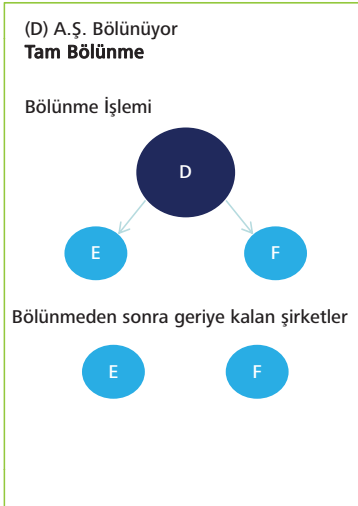 (D) A.Ş. Bölünüyor
Tam Bölünme
Bölünme İşlemi
D
E F
Bölünmeden sonra geriye kalan şirketler
E F